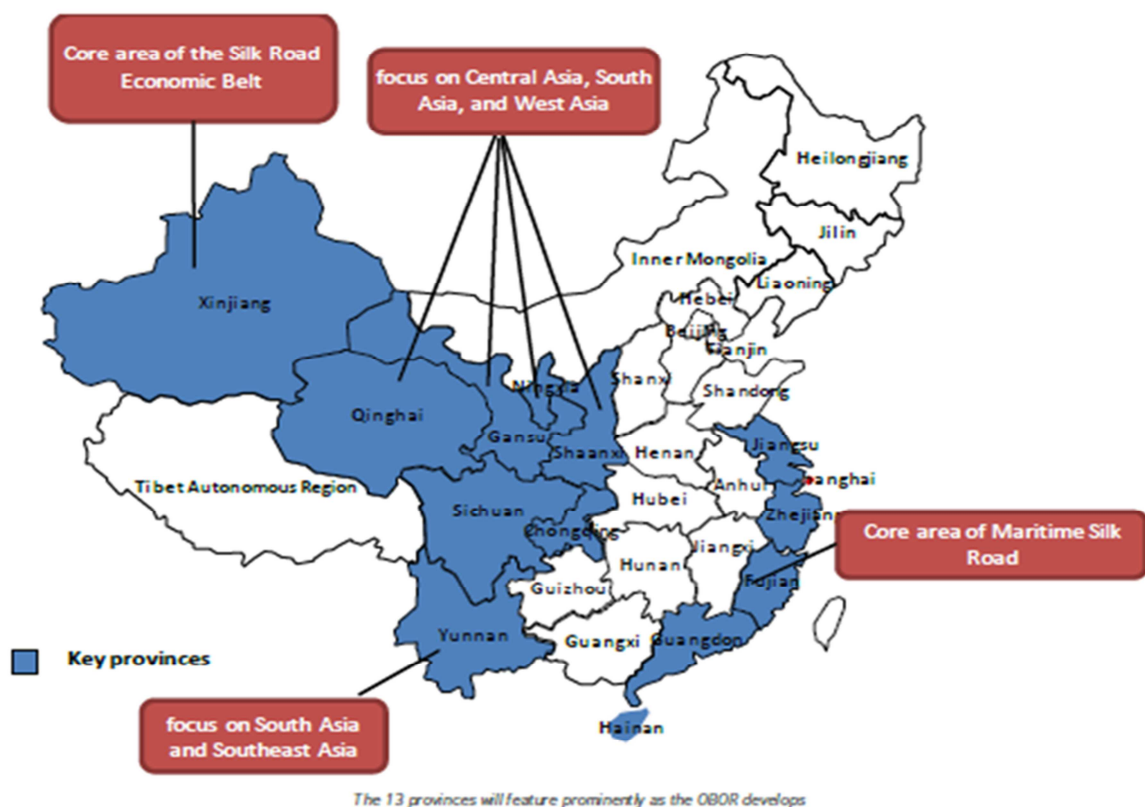 Core area of the Silk Road
Economic Belt
focus on Central Asia, South
Asia, and West Asia
Heilongjiang
Jilin
Inner Mongolia
Liaoning
Xinjiang
Hebei
Beijing
Tianjin
Ningxia
Shanxi
Shandong
Qinghai
Gansu
Shaanxi
Henan
Jiangsu
Tibet Autonomous Region
Anhui
anghai
Sichuan
Hubei
Zhejiang
Chongqing
Core area of Maritime Silk
Road
Jiangxi
Hunan
Fujian
Guizhou
Yunnan
Guangxi
Guangdon
Key provinces
Hainan
focus on South Asia
and Southeast Asia
The 13 provinces will feature prominently as the OBOR develops